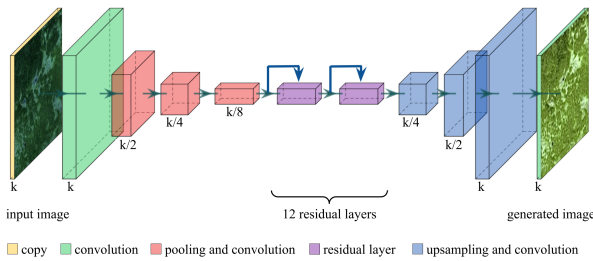 k/8
k/4
k/4
k/2
k/2
k
k
k
k
input image
12 residual layers
generated image
copy
convolution
pooling and convolution
residual layer
upsampling and convolution